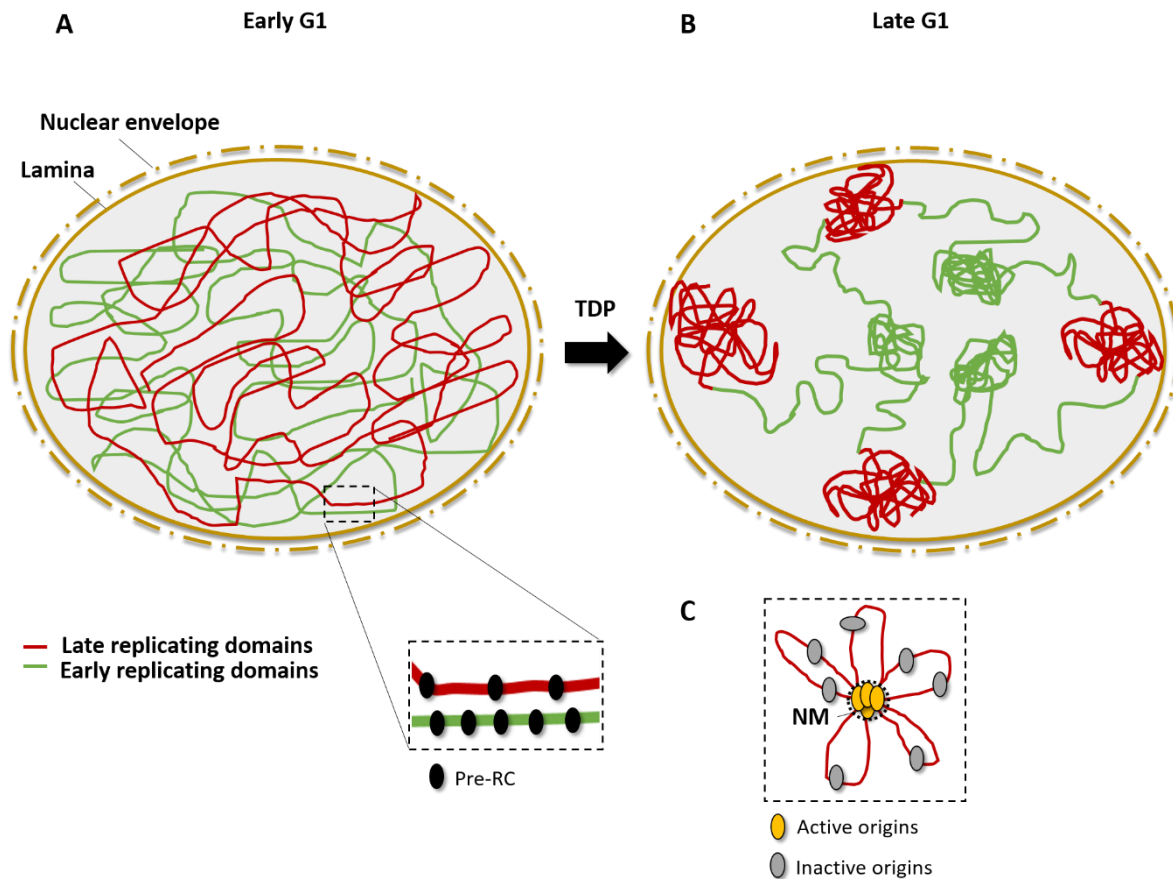 A
Early G1
B
Late G1
Nuclear envelope
Lamina
TDP
Late replicating domains
Early replicating domains
Pre-RC
C
NM
Active origins
Inactive origins